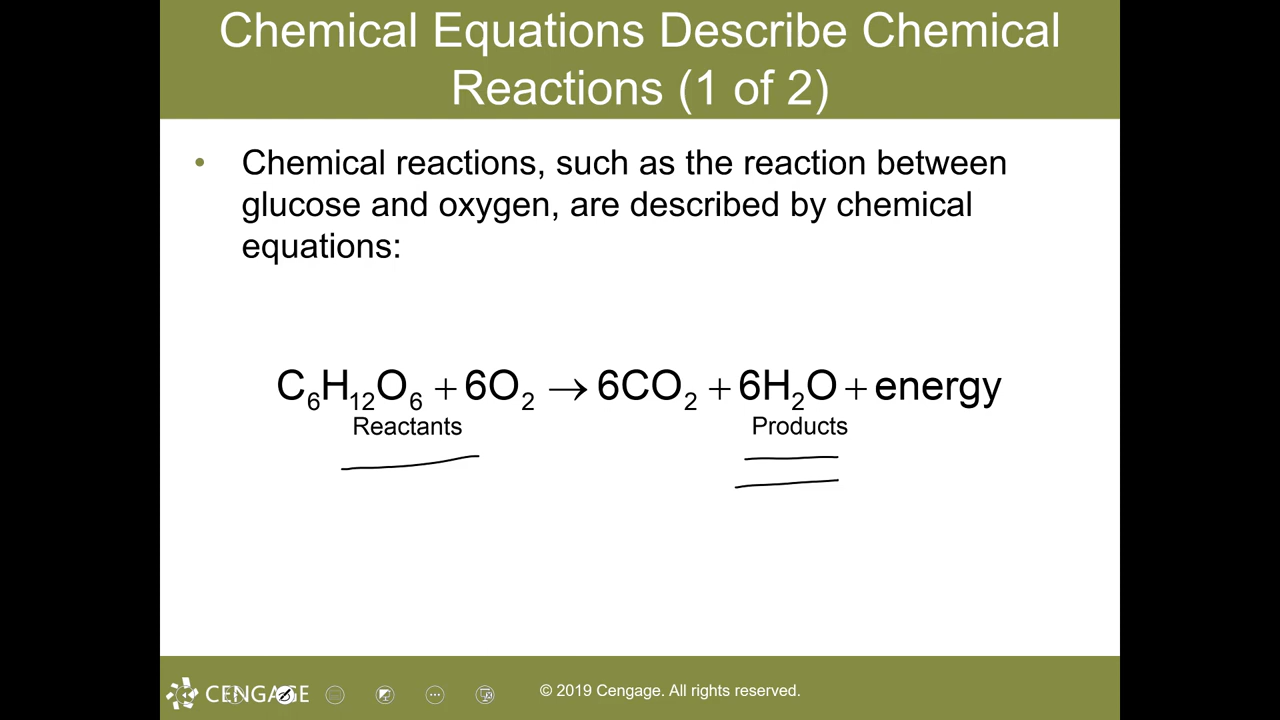 Chemical Equations Describe Chemical
Reactions (1 of 2)
• Chemical reactions, such as the reaction between
glucose and oxygen, are described by chemical
equations:
C₆H₁₂O₆ + 6O₂ → 6CO₂ + 6H₂O + energy
Reactants Products
CENGAGE © 2019 Cengage. All rights reserved.